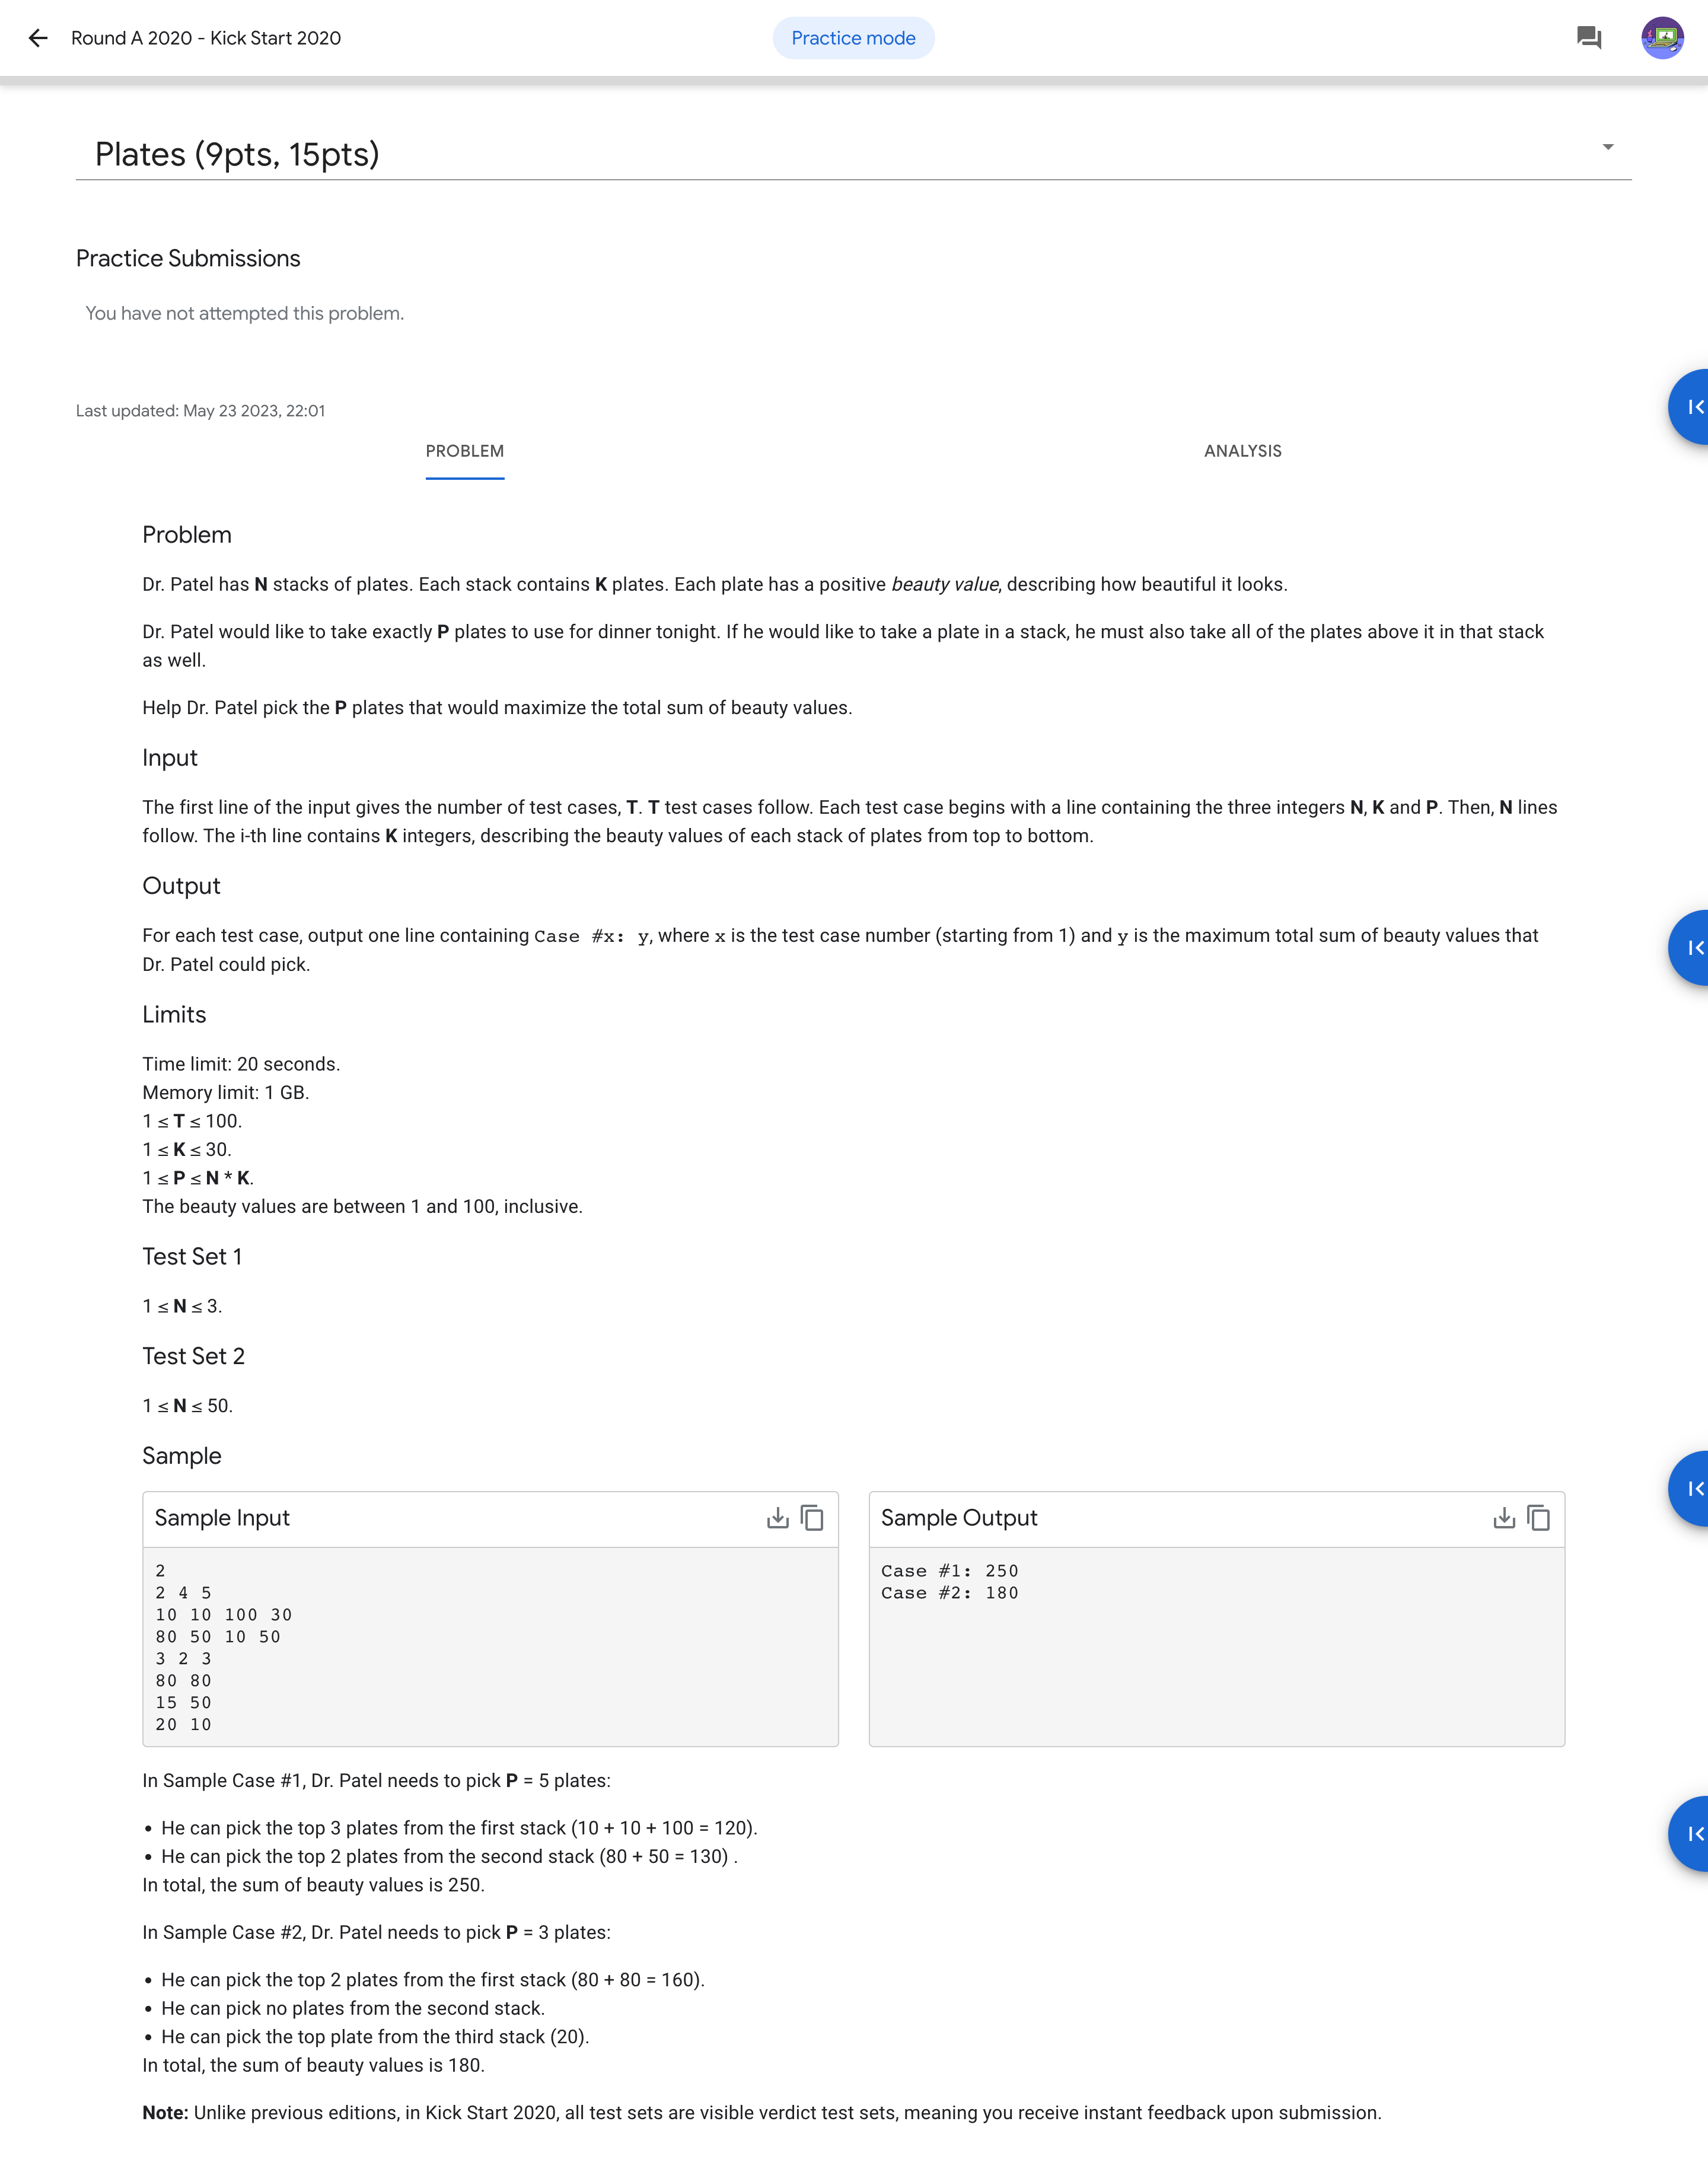 Round A 2020 - Kick Start 2020
Practice mode
Plates (9pts, 15pts)
Practice Submissions
You have not attempted this problem.
Last updated: May 23 2023, 22:01
PROBLEM
ANALYSIS
Problem
Dr. Patel has N stacks of plates. Each stack contains K plates. Each plate has a positive beauty value, describing how beautiful it looks.
Dr. Patel would like to take exactly P plates to use for dinner tonight. If he would like to take a plate in a stack, he must also take all of the plates above it in that stack
as well.
Help Dr. Patel pick the P plates that would maximize the total sum of beauty values.
Input
The first line of the input gives the number of test cases, T. T test cases follow. Each test case begins with a line containing the three integers N, K and P. Then, N lines
follow. The i-th line contains K integers, describing the beauty values of each stack of plates from top to bottom.
Output
For each test case, output one line containing Case #x: y, where x is the test case number (starting from 1) and y is the maximum total sum of beauty values that
Dr. Patel could pick.
Limits
Time limit: 20 seconds.
Memory limit: 1 GB.
1 ≤ T ≤ 100.
1 ≤ K ≤ 30.
1 ≤ P ≤ N * K.
The beauty values are between 1 and 100, inclusive.
Test Set 1
1 ≤ N ≤ 3.
Test Set 2
1 ≤ N ≤ 50.
Sample
Sample Input
2
2 4 5
10 10 100 30
80 50 10 50
3 2 3
80 80
15 50
20 10
Sample Output
Case #1: 250
Case #2: 180
In Sample Case #1, Dr. Patel needs to pick P = 5 plates:
• He can pick the top 3 plates from the first stack (10 + 10 + 100 = 120).
• He can pick the top 2 plates from the second stack (80 + 50 = 130) .
In total, the sum of beauty values is 250.
In Sample Case #2, Dr. Patel needs to pick P = 3 plates:
• He can pick the top 2 plates from the first stack (80 + 80 = 160).
• He can pick no plates from the second stack.
• He can pick the top plate from the third stack (20).
In total, the sum of beauty values is 180.
Note: Unlike previous editions, in Kick Start 2020, all test sets are visible verdict test sets, meaning you receive instant feedback upon submission.